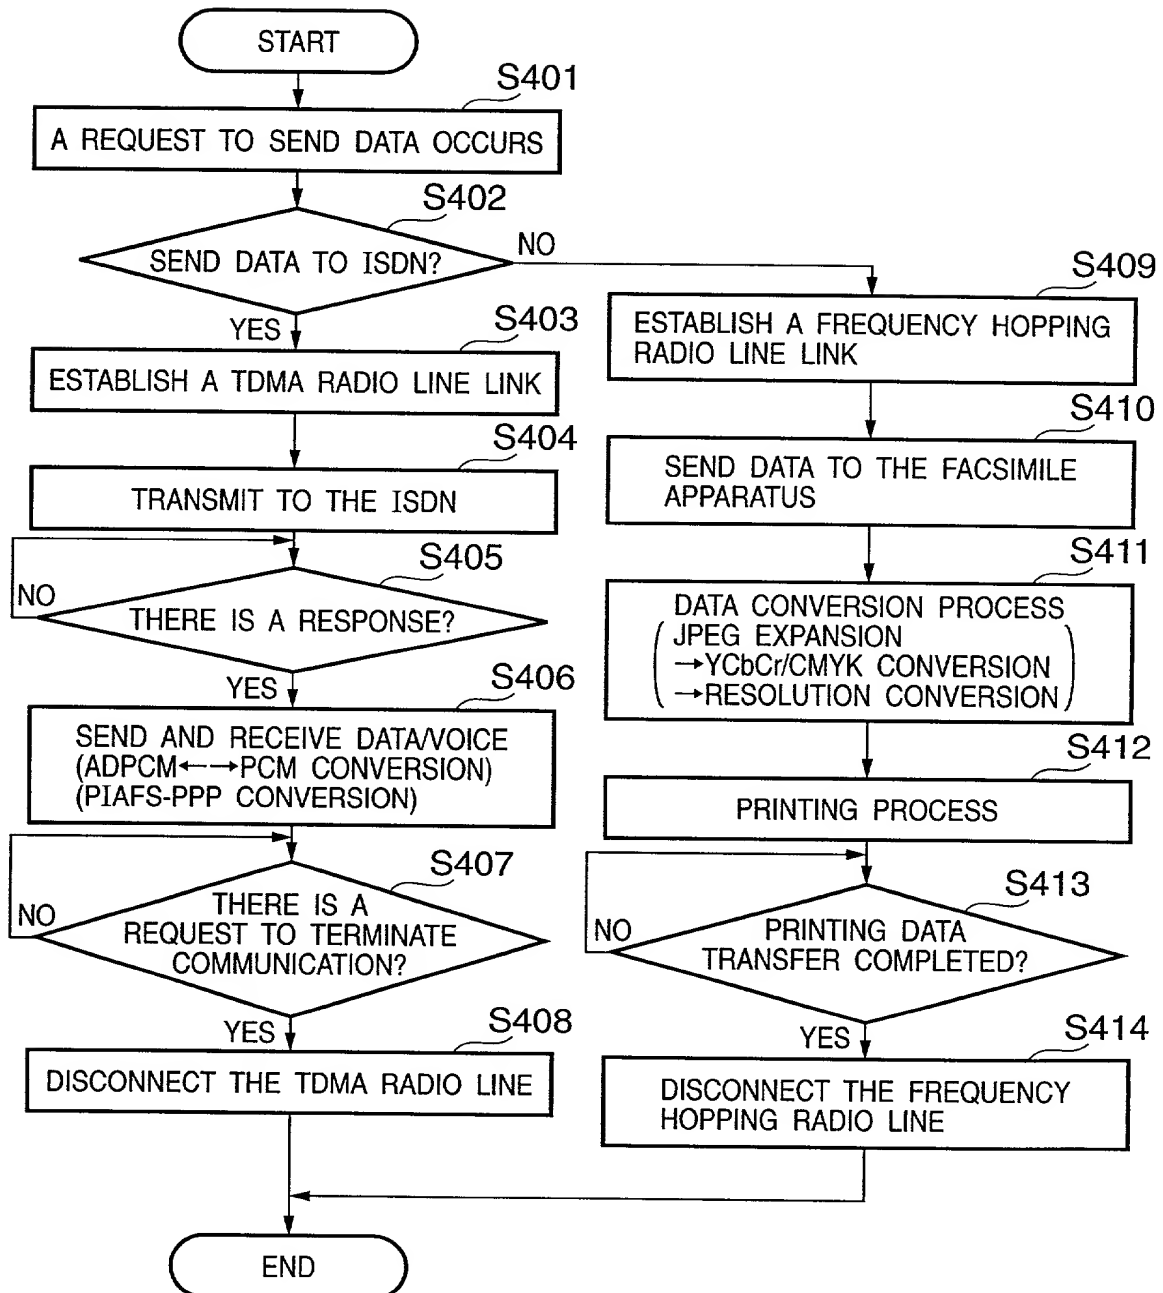 START
S401
A REQUEST TO SEND DATA OCCURS
S402
SEND DATA TO ISDN?
NO
YES
S403
ESTABLISH A TDMA RADIO LINE LINK
S404
TRANSMIT TO THE ISDN
S405
NO
THERE IS A RESPONSE?
YES
S406
SEND AND RECEIVE DATA/VOICE
(ADPCM←→PCM CONVERSION)
(PIAFS-PPP CONVERSION)
S407
NO
THERE IS A
REQUEST TO TERMINATE
COMMUNICATION?
YES
S408
DISCONNECT THE TDMA RADIO LINE
S409
ESTABLISH A FREQUENCY HOPPING
RADIO LINE LINK
S410
SEND DATA TO THE FACSIMILE
APPARATUS
S411
DATA CONVERSION PROCESS
(JPEG EXPANSION
→YCbCr/CMYK CONVERSION
→RESOLUTION CONVERSION)
S412
PRINTING PROCESS
S413
NO
PRINTING DATA
TRANSFER COMPLETED?
YES
S414
DISCONNECT THE FREQUENCY
HOPPING RADIO LINE
END